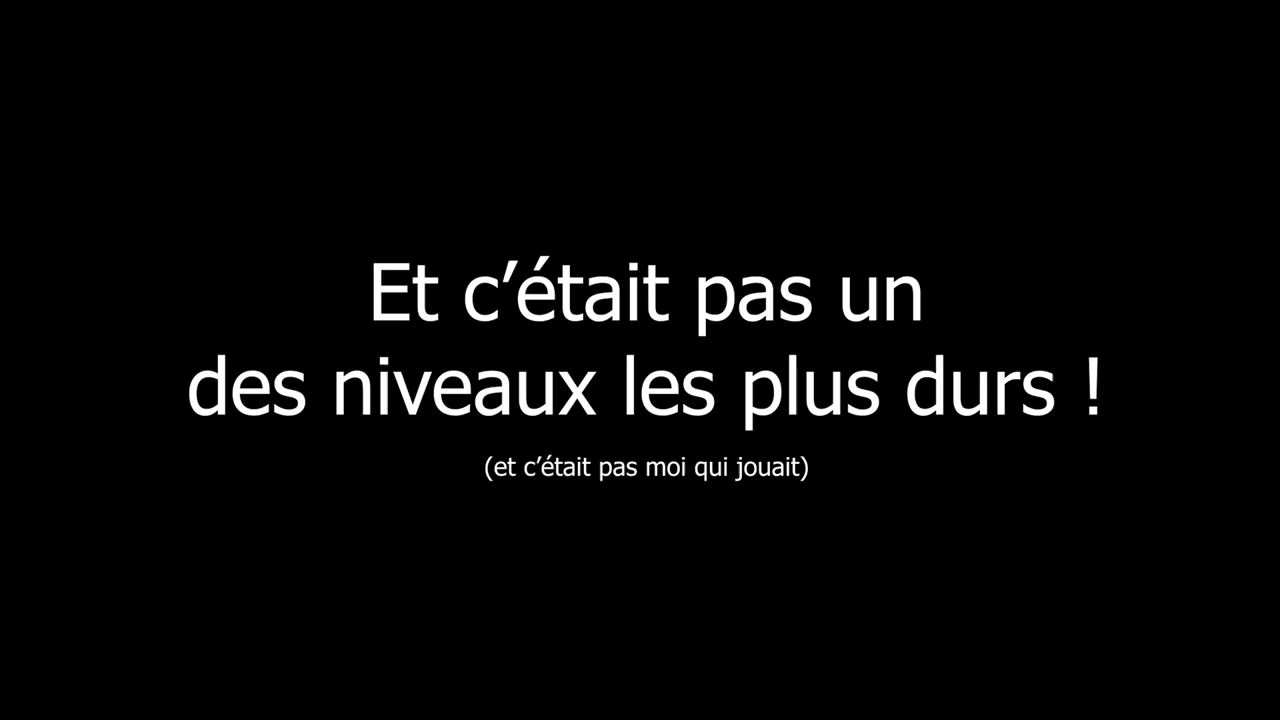 Et c’était pas un
des niveaux les plus durs !
(et c’était pas moi qui jouait)